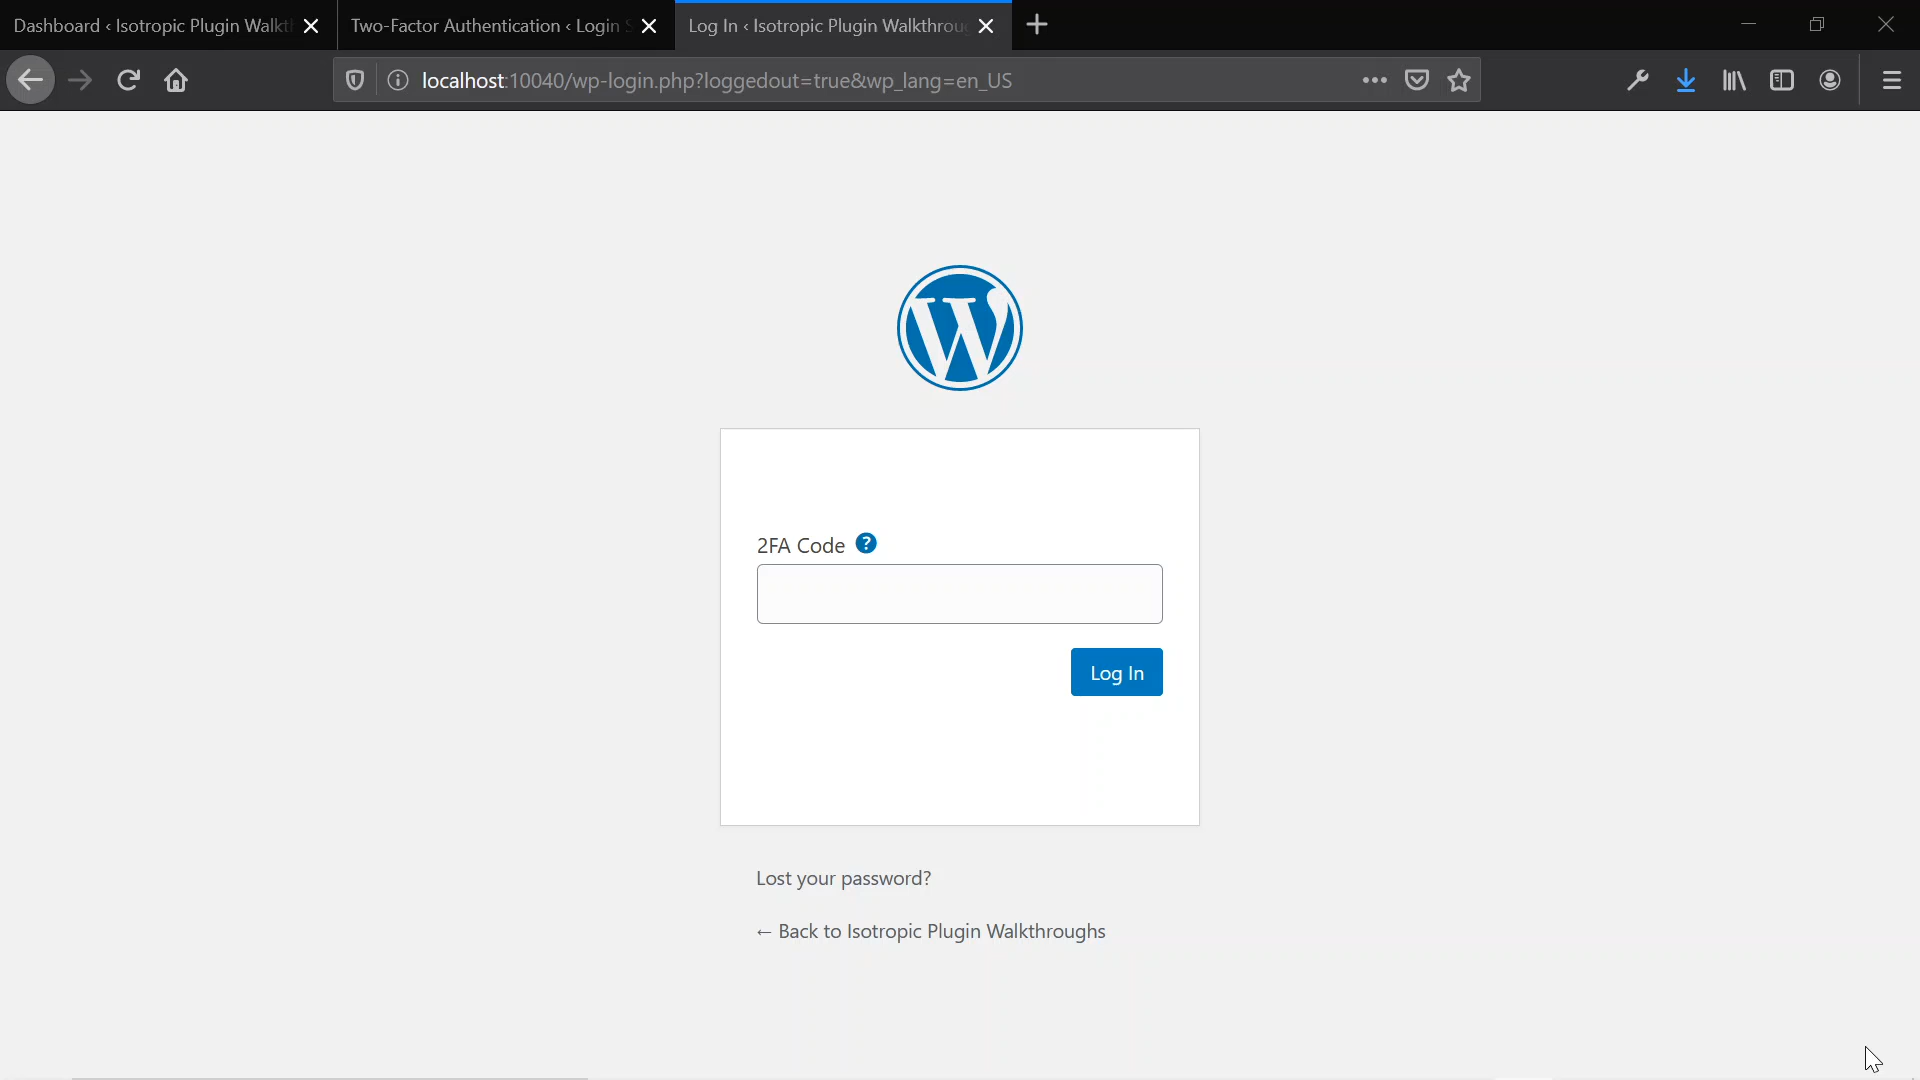 Dashboard ‹ Isotropic Plugin Walkt
Two-Factor Authentication ‹ Login
Log In ‹ Isotropic Plugin Walkthrou
localhost:10040/wp-login.php?loggedout=true&wp_lang=en_US
W
2FA Code ?
Log In
Lost your password?
← Back to Isotropic Plugin Walkthroughs